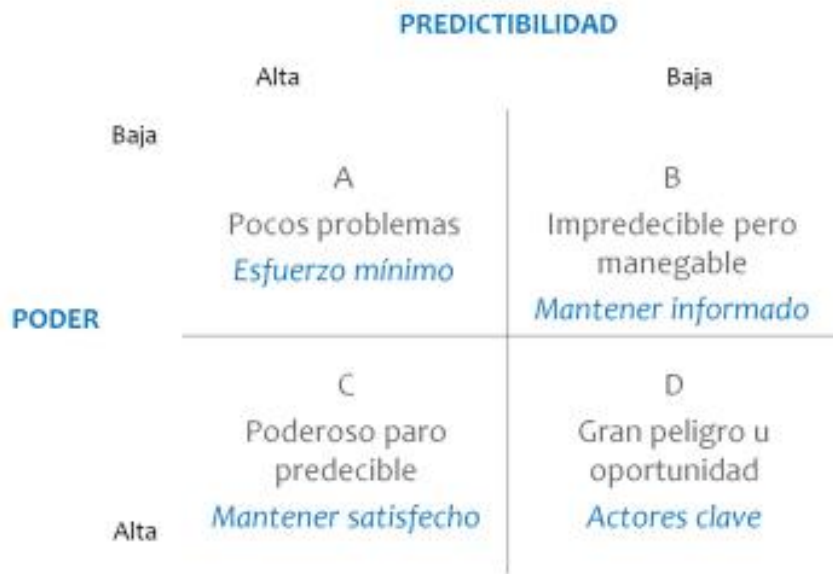 PREDICTIBILIDAD
Alta
Baja
Baja
A
Pocos problemas
Esfuerzo mínimo
B
Impredecible pero
manegable
Mantener informado
PODER
C
Poderoso paro
predecible
Mantener satisfecho
D
Gran peligro u
oportunidad
Actores clave
Alta